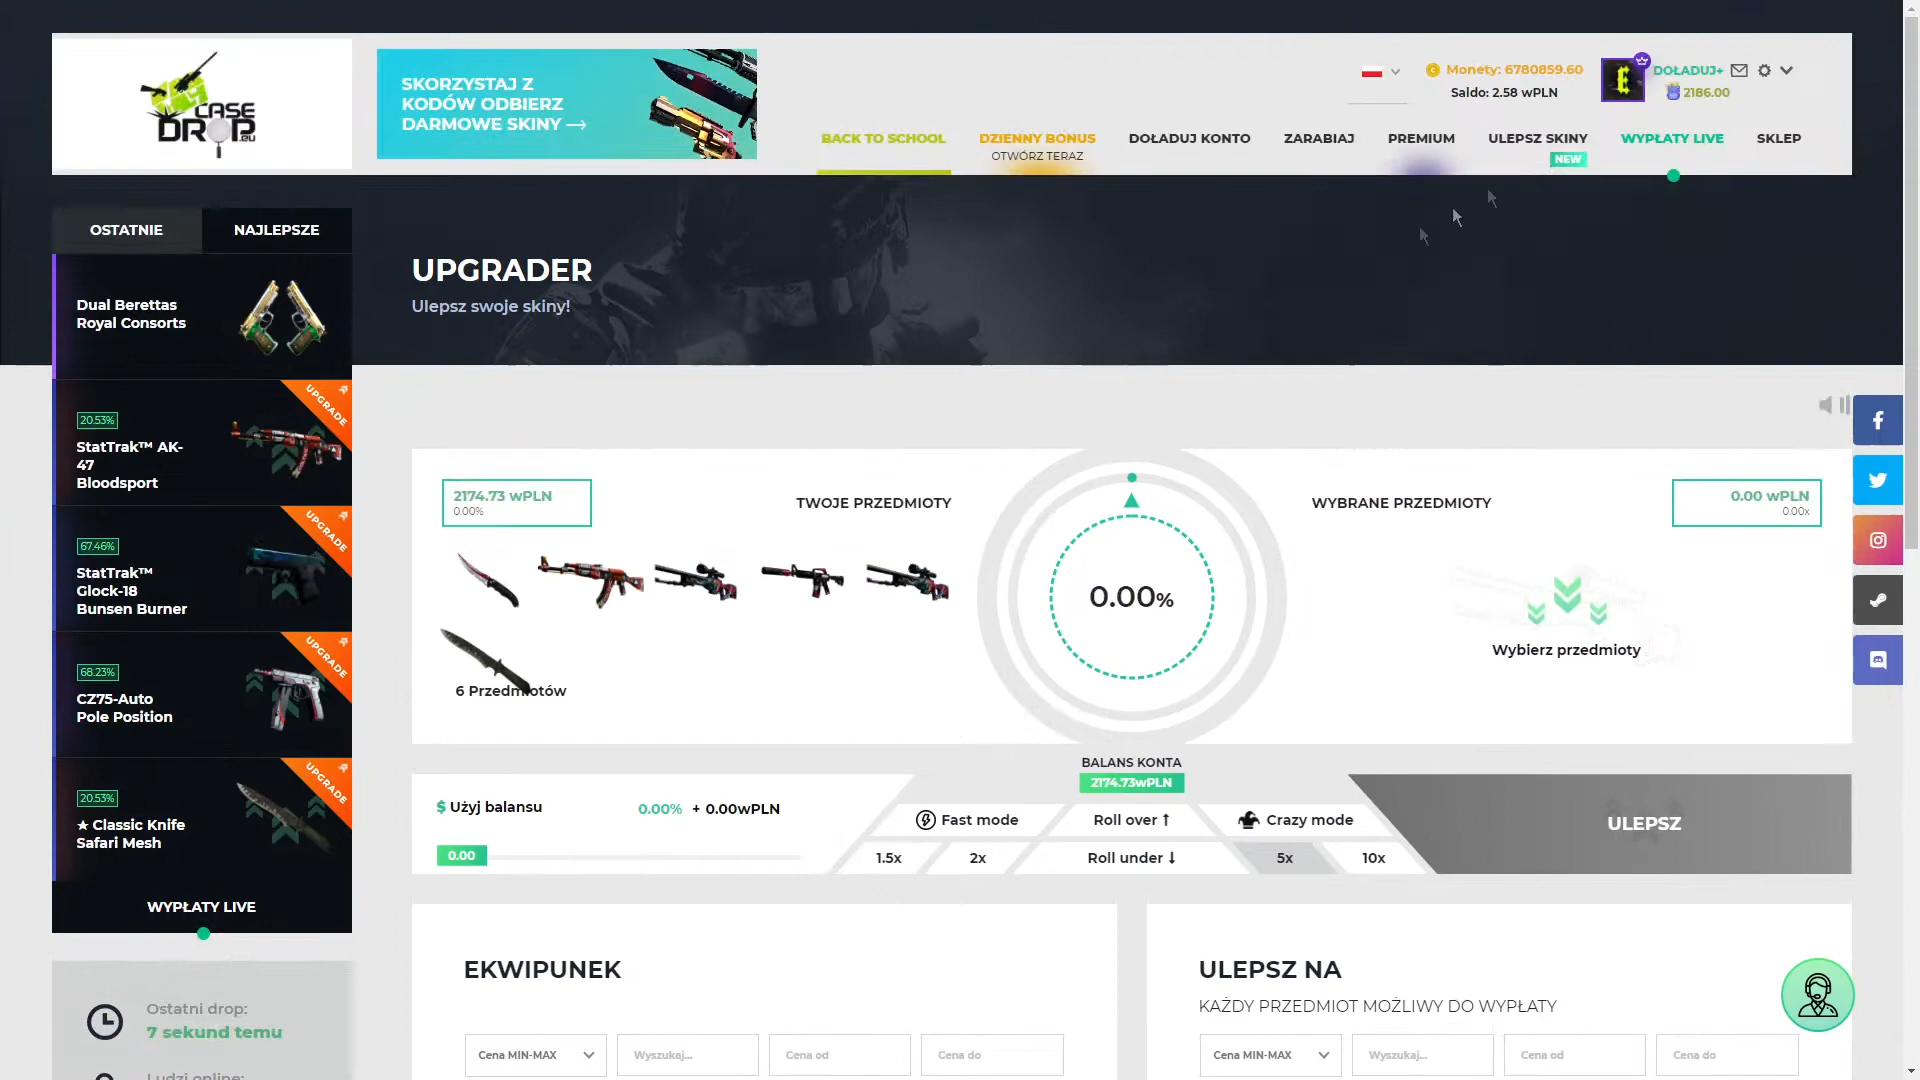 CASE
DROP.eu
SKORZYSTAJ Z
KODÓW ODBIERZ
DARMOWE SKINY →
Monety: 6780859.60
Saldo: 2.58 wPLN
DOŁADUJ+
2186.00
BACK TO SCHOOL
DZIENNY BONUS
OTWÓRZ TERAZ
DOŁADUJ KONTO
ZARABIAJ
PREMIUM
ULEPSZ SKINY
NEW
WYPŁATY LIVE
SKLEP
OSTATNIE
NAJLEPSZE
UPGRADER
Ulepsz swoje skiny!
Dual Berettas
Royal Consorts
UPGRADE
20.53%
StatTrak™ AK-
47
Bloodsport
UPGRADE
67.46%
StatTrak™
Glock-18
Bunsen Burner
UPGRADE
68.23%
CZ75-Auto
Pole Position
UPGRADE
20.53%
★ Classic Knife
Safari Mesh
WYPŁATY LIVE
Ostatni drop:
7 sekund temu
Ludzi online:
2174.73 wPLN
0.00%
TWOJE PRZEDMIOTY
6 Przedmiotów
0.00%
WYBRANE PRZEDMIOTY
0.00 wPLN
0.00x
Wybierz przedmioty
BALANS KONTA
2174.73wPLN
$ Użyj balansu
0.00% + 0.00wPLN
0.00
Fast mode
Roll over ↑
Crazy mode
1.5x
2x
Roll under ↓
5x
10x
ULEPSZ
EKWIPUNEK
Cena MIN-MAX
Wyszukaj...
Cena od
Cena do
ULEPSZ NA
KAŻDY PRZEDMIOT MOŻLIWY DO WYPŁATY
Cena MIN-MAX
Wyszukaj...
Cena od
Cena do